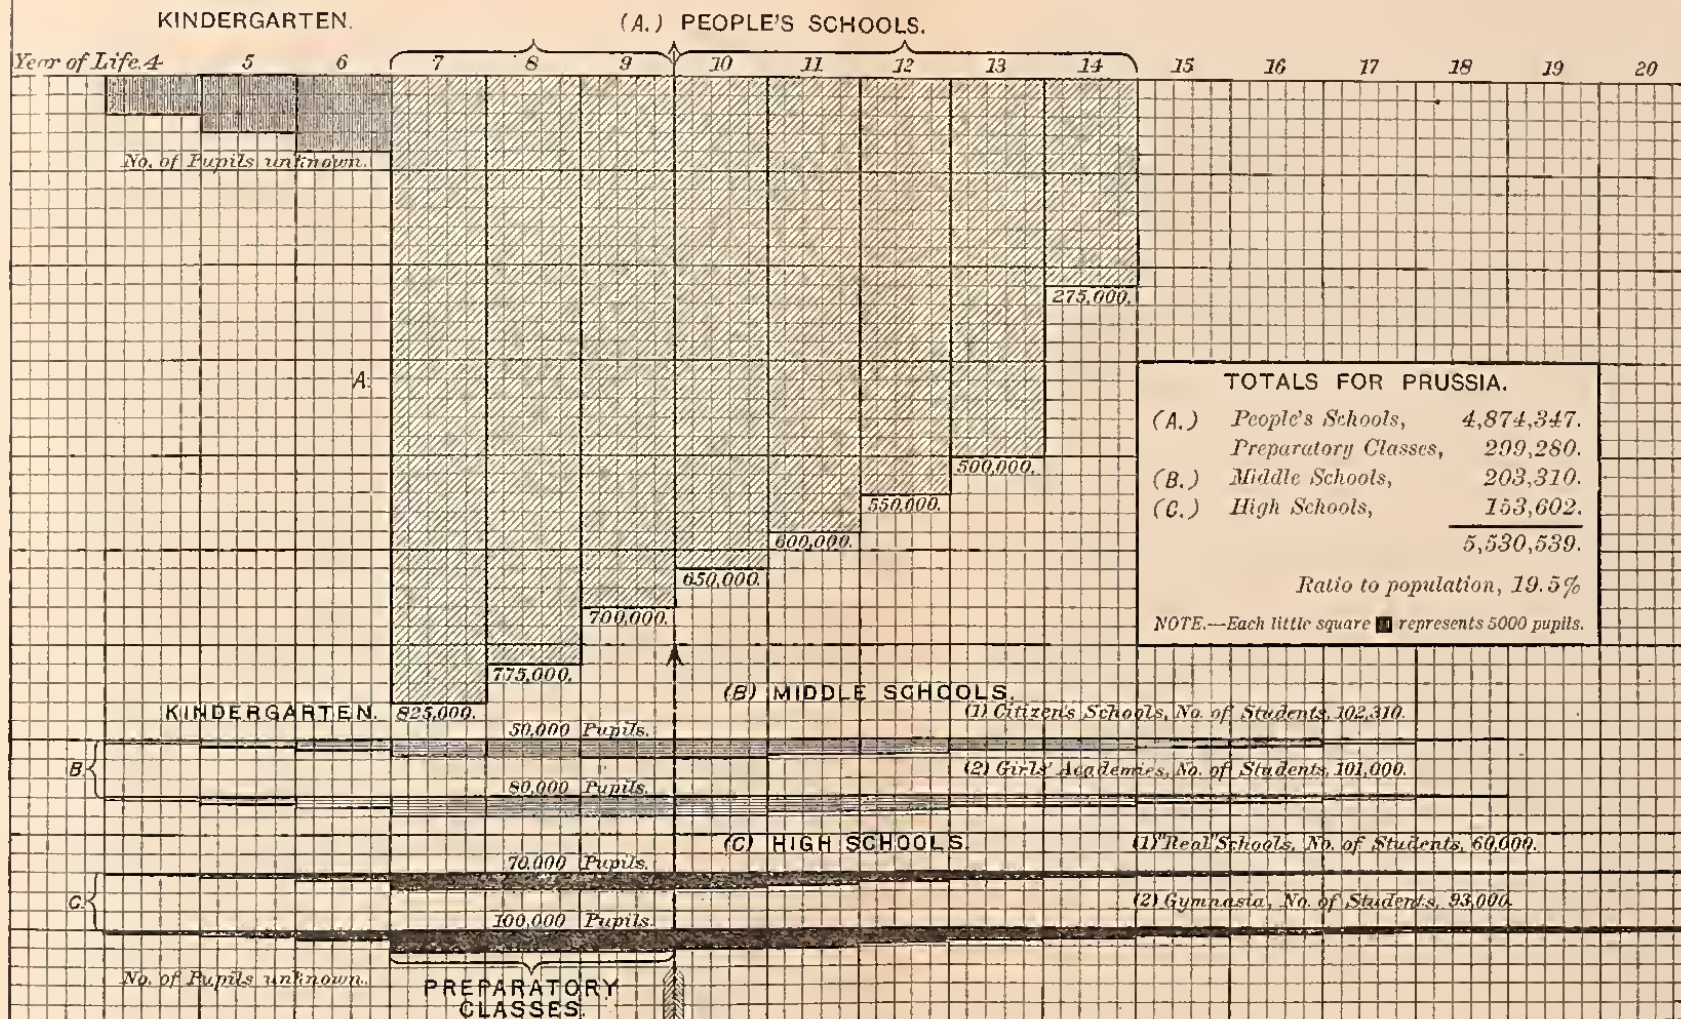 KINDERGARTEN.
(A.) PEOPLE'S SCHOOLS.
Year of Life. 4 5 6 7 8 9 10 11 12 13 14 15 16 17 18 19 20
No. of Pupils unknown.
275,000.
A.
TOTALS FOR PRUSSIA.
(A.) People's Schools, 4,874,347.
Preparatory Classes, 299,280.
(B.) Middle Schools, 203,310.
(C.) High Schools, 153,602.
5,530,539.
Ratio to population, 19.5%
NOTE.—Each little square represents 5000 pupils.
500,000.
550,000.
600,000.
650,000.
700,000.
775,000.
825,000.
KINDERGARTEN.
(B) MIDDLE SCHOOLS.
(1) Citizen's Schools, No. of Students, 102,310.
50,000 Pupils.
B.
(2) Girls' Academies, No. of Students, 101,000.
80,000 Pupils.
(C) HIGH SCHOOLS.
(1) "Real" Schools, No. of Students, 60,000.
70,000 Pupils.
C.
(2) Gymnasia, No. of Students, 93,000.
100,000 Pupils.
No. of Pupils unknown.
PREPARATORY
CLASSES.